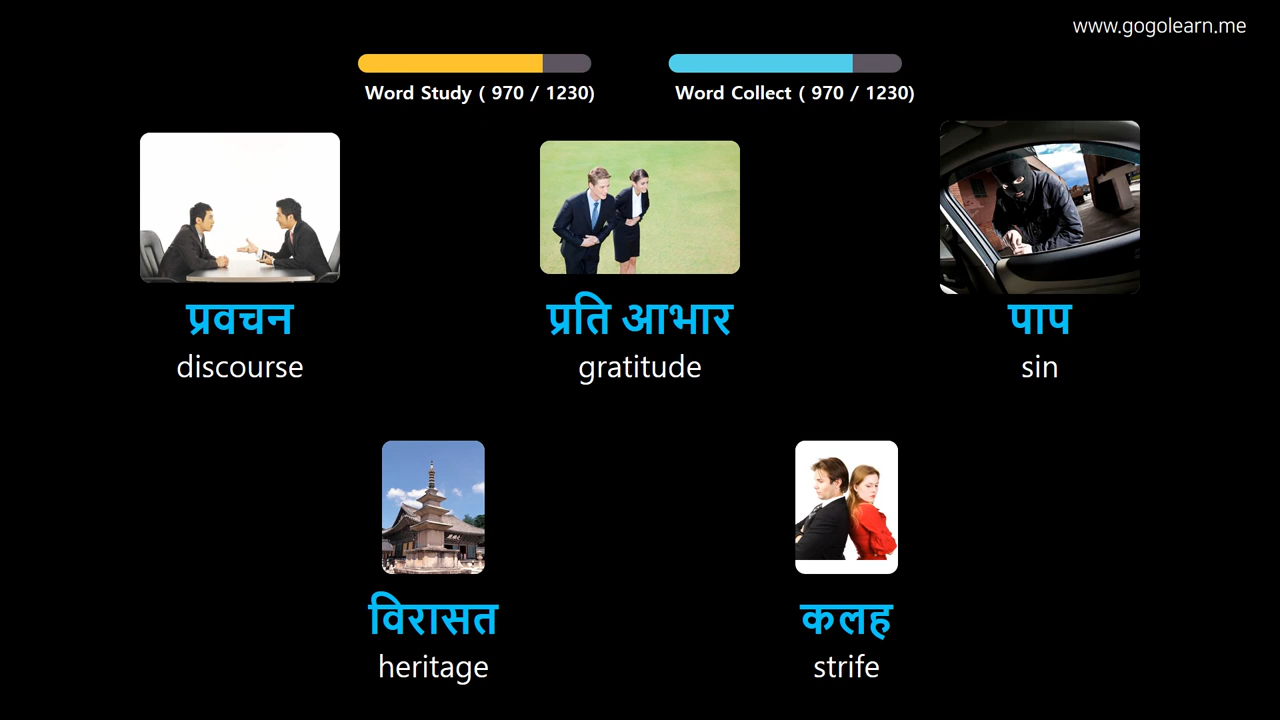 www.gogolearn.me
Word Study ( 970 / 1230)
Word Collect ( 970 / 1230)
प्रवचन
discourse
प्रति आभार
gratitude
पाप
sin
विरासत
heritage
कलह
strife